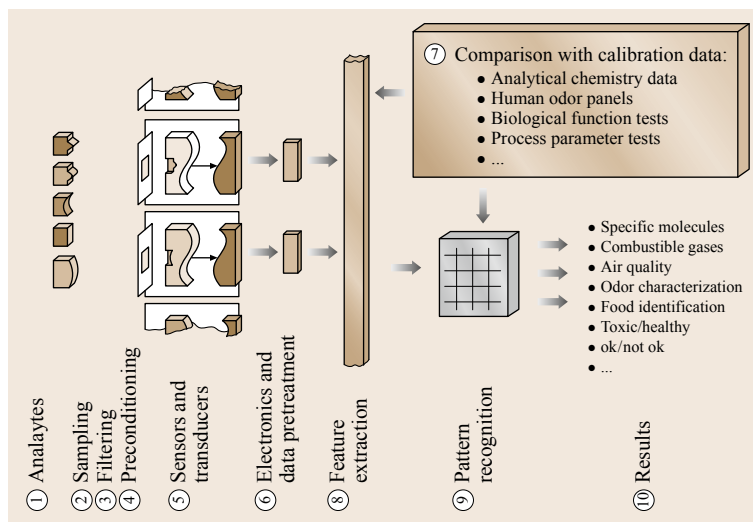 ⑦ Comparison with calibration data:
● Analytical chemistry data
● Human odor panels
● Biological function tests
● Process parameter tests
● ...
● Specific molecules
● Combustible gases
● Air quality
● Odor characterization
● Food identification
● Toxic/healthy
● ok/not ok
● ...
① Analaytes
② Sampling
③ Filtering
④ Preconditioning
⑤ Sensors and
transducers
⑥ Electronics and
data pretreatment
⑧ Feature
extraction
⑨ Pattern
recognition
⑩ Results